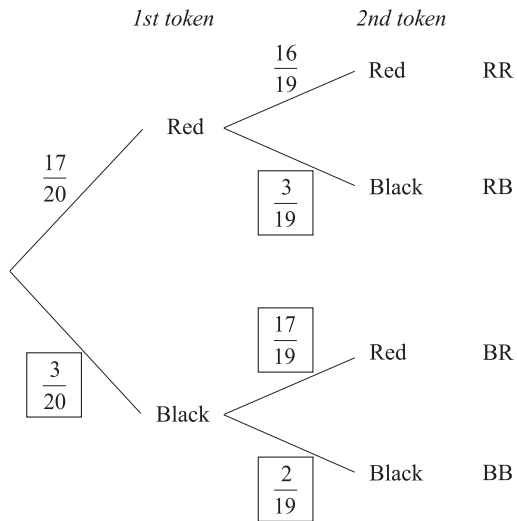 1st token 2nd token
16/19
Red RR
Red
17/20
3/19
Black RB
17/19
Red BR
3/20
Black
2/19
Black BB